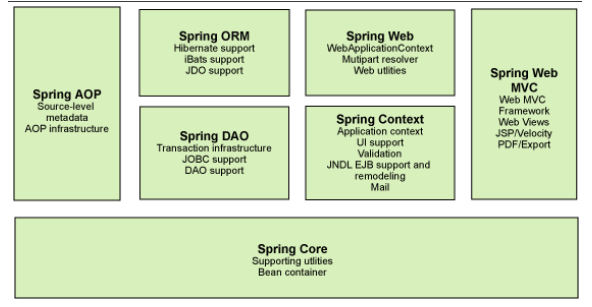 Spring AOP
Source-level
metadata
AOP infrastructure
Spring ORM
Hibernate support
iBats support
JDO support
Spring DAO
Transaction infrastructure
JOBC support
DAO support
Spring Web
WebApplicationContext
Mutipart resolver
Web utlities
Spring Context
Application context
UI support
Validation
JNDL EJB support and
remodeling
Mail
Spring Web
MVC
Web MVC
Framework
Web Views
JSP/Velocity
PDF/Export
Spring Core
Supporting utlities
Bean container